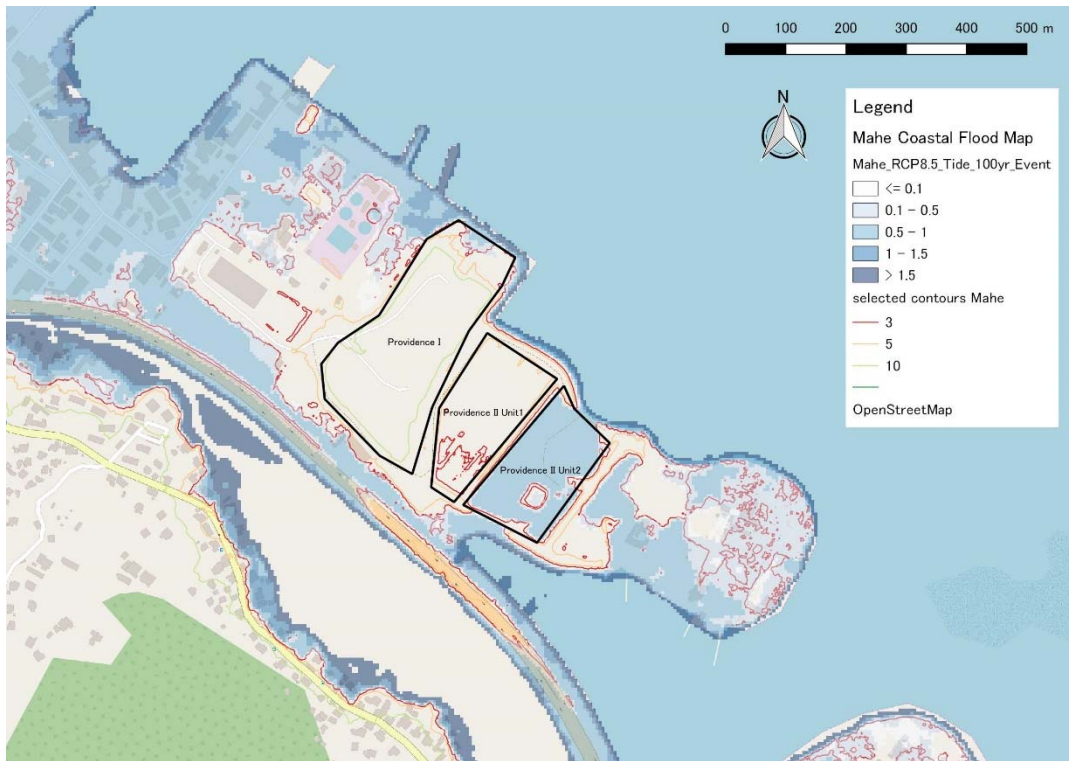 0 100 200 300 400 500 m
N
Legend
Mahe Coastal Flood Map
Mahe_RCP8.5_Tide_100yr_Event
<= 0.1
0.1 - 0.5
0.5 - 1
1 - 1.5
> 1.5
selected contours Mahe
3
5
10
OpenStreetMap
Providence I
Providence II Unit1
Providence II Unit2